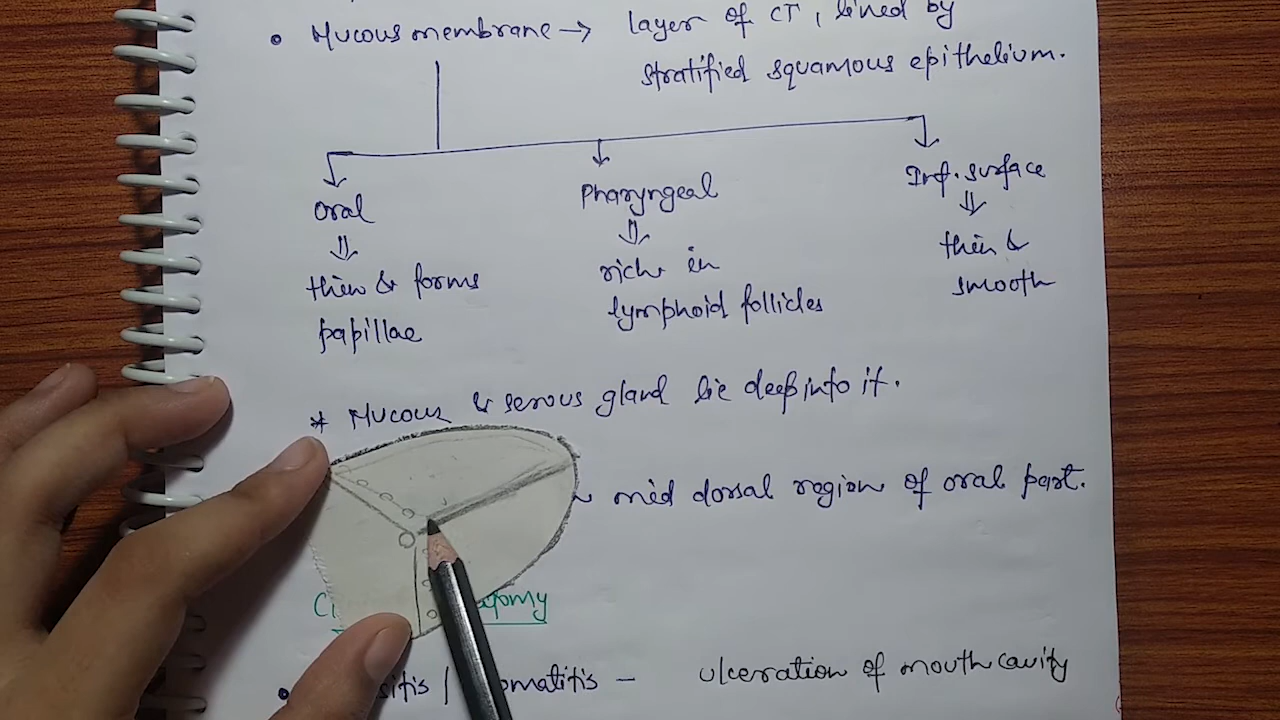 • Mucous membrane → layer of CT, lined by
stratified squamous epithelium.
Oral
⇓
thin & forms
papillae
Pharyngeal
⇓
rich in
lymphoid follicles
Inf. surface
⇓
thin &
smooth
* Mucous & serous gland lie deep into it.
mid dorsal region of oral part.
• – ulceration of mouth cavity